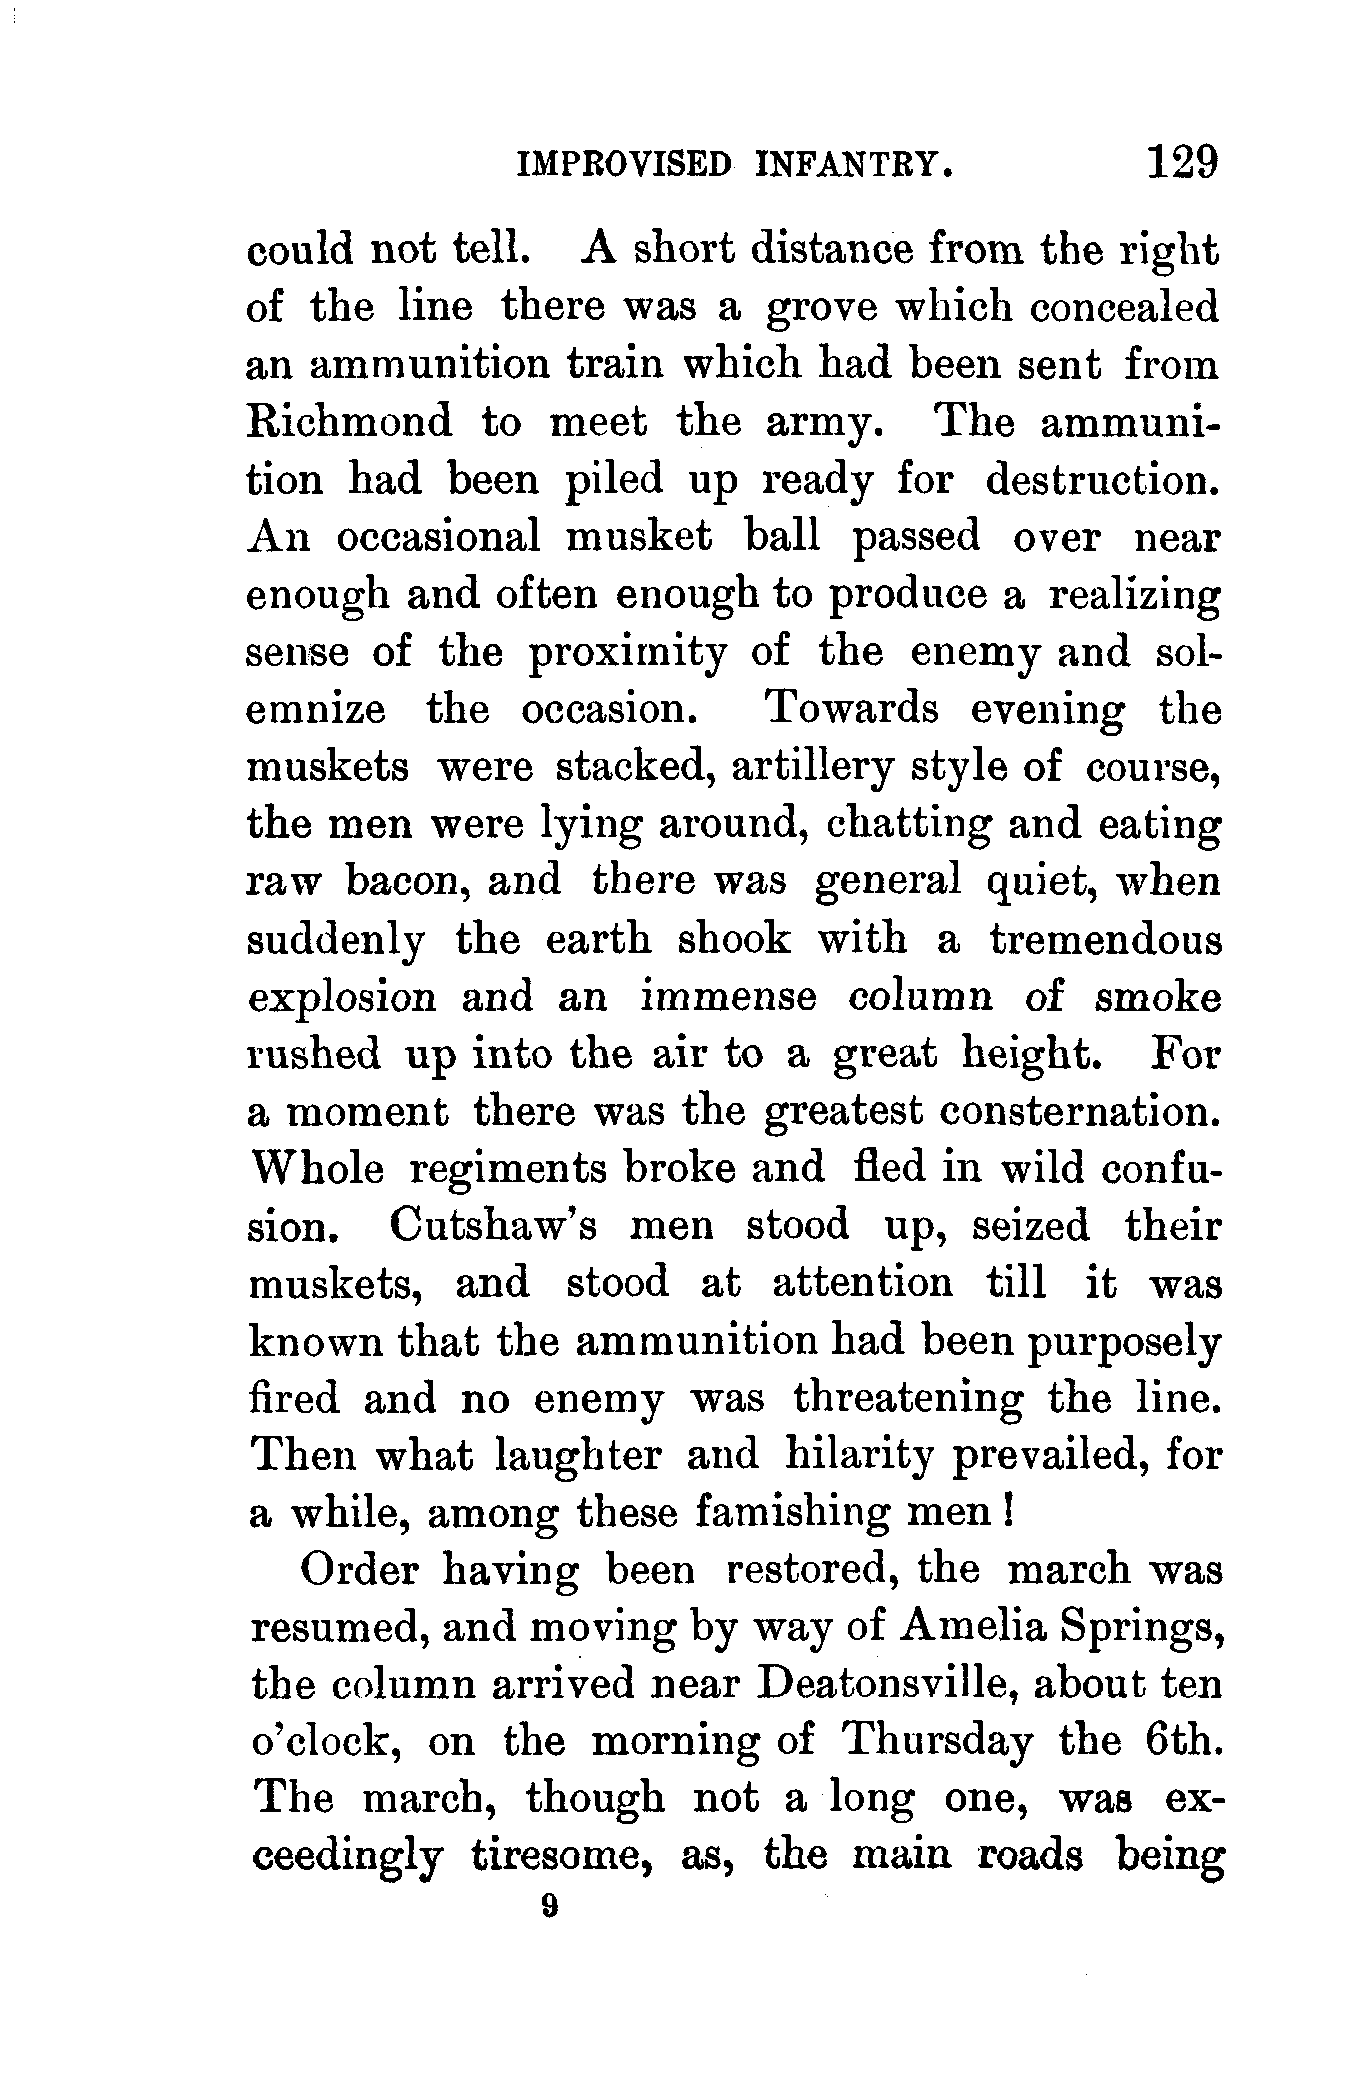 IMPROVISED INFANTRY. 129
could not tell. A short distance from the right
of the line there was a grove which concealed
an ammunition train which had been sent from
Richmond to meet the army. The ammuni-
tion had been piled up ready for destruction.
An occasional musket ball passed over near
enough and often enough to produce a realizing
sense of the proximity of the enemy and sol-
emnize the occasion. Towards evening the
muskets were stacked, artillery style of course,
the men were lying around, chatting and eating
raw bacon, and there was general quiet, when
suddenly the earth shook with a tremendous
explosion and an immense column of smoke
rushed up into the air to a great height. For
a moment there was the greatest consternation.
Whole regiments broke and fled in wild confu-
sion. Cutshaw's men stood up, seized their
muskets, and stood at attention till it was
known that the ammunition had been purposely
fired and no enemy was threatening the line.
Then what laughter and hilarity prevailed, for
a while, among these famishing men!
Order having been restored, the march was
resumed, and moving by way of Amelia Springs,
the column arrived near Deatonsville, about ten
o'clock, on the morning of Thursday the 6th.
The march, though not a long one, was ex-
ceedingly tiresome, as, the main roads being
9